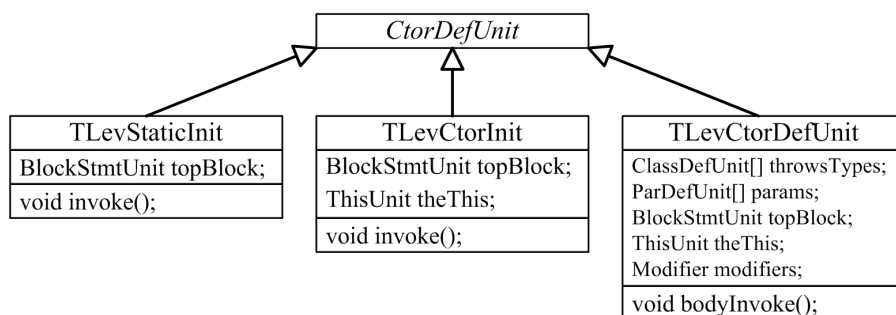 CtorDefUnit
TLevStaticInit
BlockStmtUnit topBlock;
void invoke();
TLevCtorInit
BlockStmtUnit topBlock;
ThisUnit theThis;
void invoke();
TLevCtorDefUnit
ClassDefUnit[] throwsTypes;
ParDefUnit[] params;
BlockStmtUnit topBlock;
ThisUnit theThis;
Modifier modifiers;
void bodyInvoke();